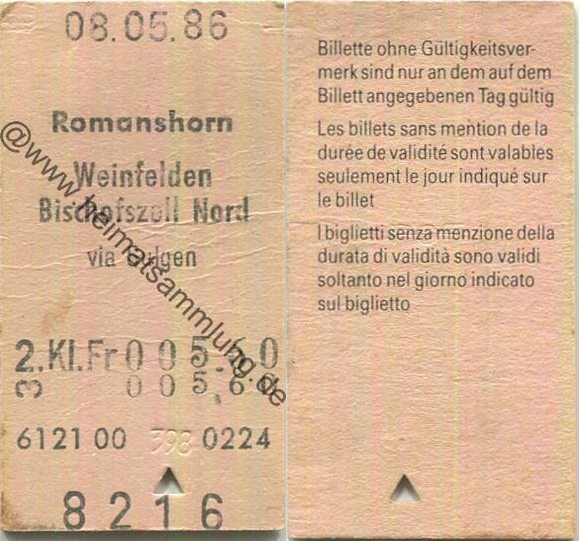 08.05.86
Romanshorn
Weinfelden
Bischofszell Nord
via Sulgen
2.Kl.Fr 005.60
3 005.60
6121 00 398 0224
8216
@www.heimatsammlung.de
Billette ohne Gültigkeitsver-
merk sind nur an dem auf dem
Billett angegebenen Tag gültig
Les billets sans mention de la
durée de validité sont valables
seulement le jour indiqué sur
le billet
I biglietti senza menzione della
durata di validità sono validi
soltanto nel giorno indicato
sul biglietto